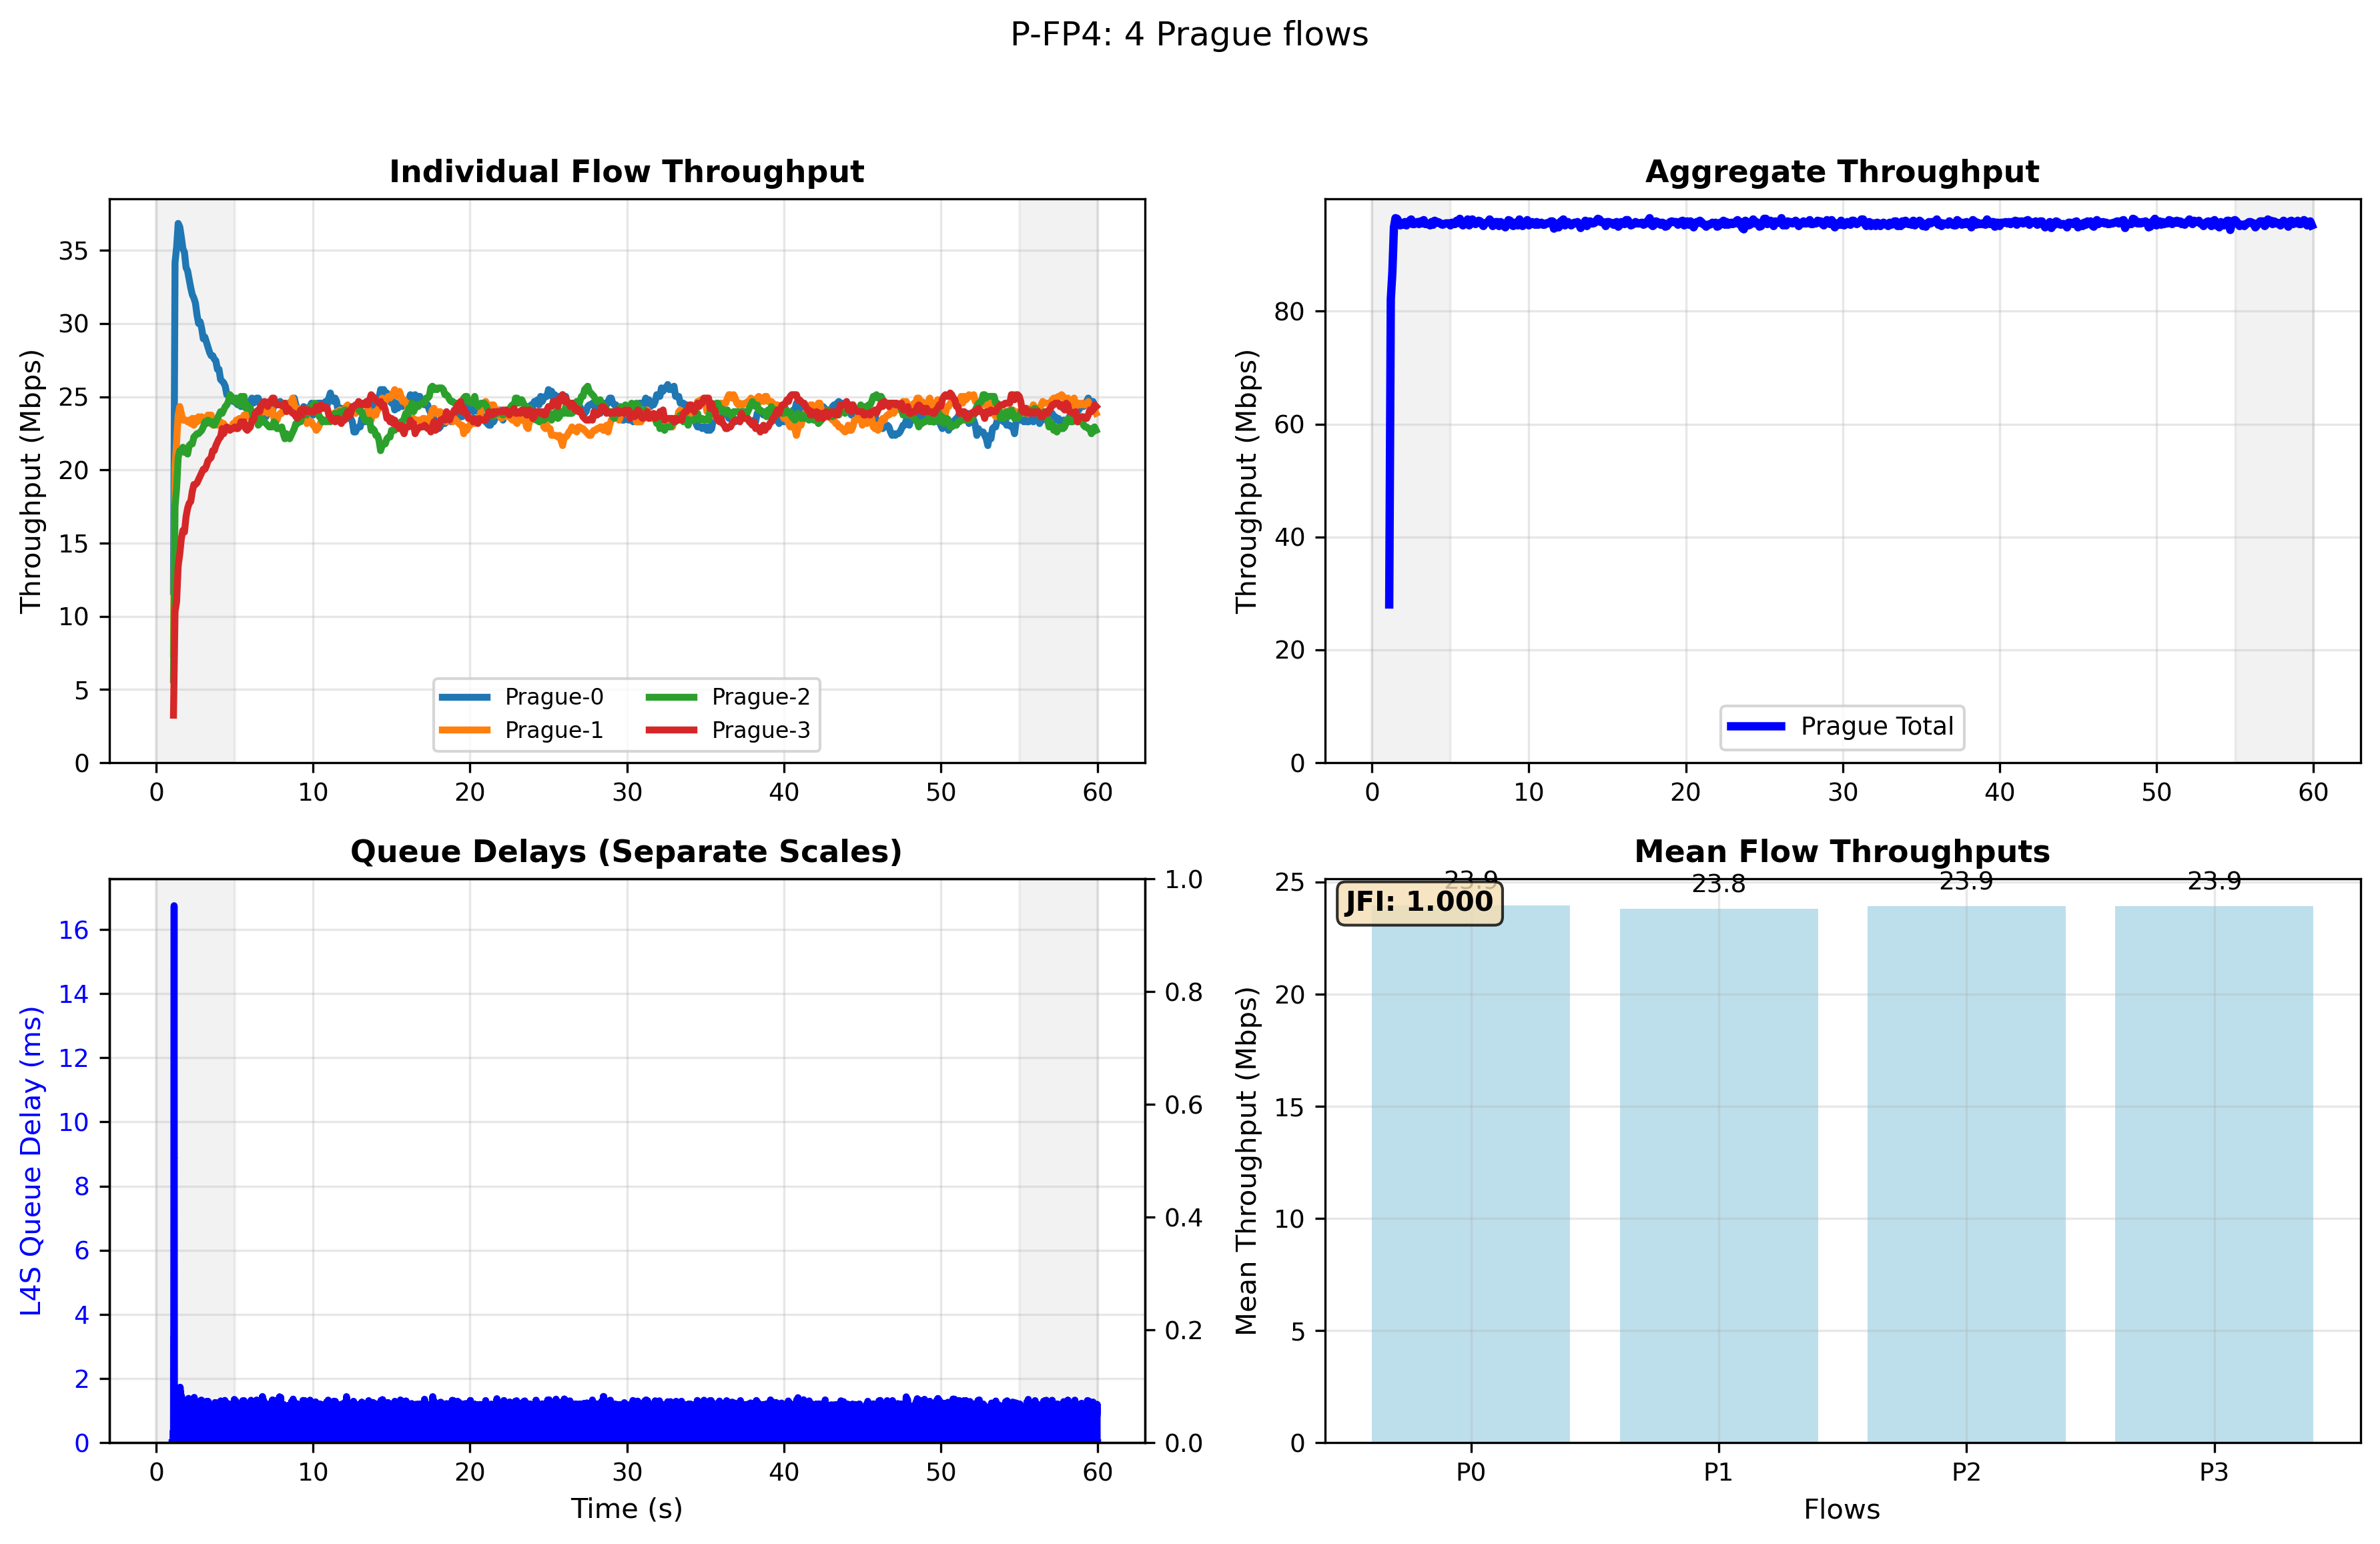 P-FP4: 4 Prague flows
Individual Flow Throughput
Throughput (Mbps)
35
30
25
20
15
10
5
0
0 10 20 30 40 50 60
Prague-0 Prague-2
Prague-1 Prague-3
Aggregate Throughput
Throughput (Mbps)
80
60
40
20
0
0 10 20 30 40 50 60
Prague Total
Queue Delays (Separate Scales)
L4S Queue Delay (ms)
16
14
12
10
8
6
4
2
0
1.0
0.8
0.6
0.4
0.2
0.0
0 10 20 30 40 50 60
Time (s)
Mean Flow Throughputs
Mean Throughput (Mbps)
25
20
15
10
5
0
23.9 23.8 23.9 23.9
JFI: 1.000
P0 P1 P2 P3
Flows